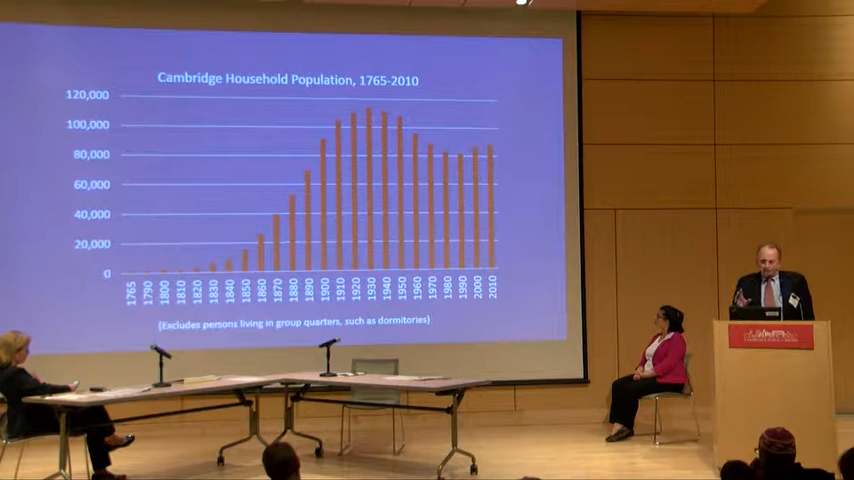 Cambridge Household Population, 1765-2010
120,000
100,000
80,000
60,000
40,000
20,000
0
1765 1790 1800 1810 1820 1830 1840 1850 1860 1870 1880 1890 1900 1910 1920 1930 1940 1950 1960 1970 1980 1990 2000 2010
(Excludes persons living in group quarters, such as dormitories)